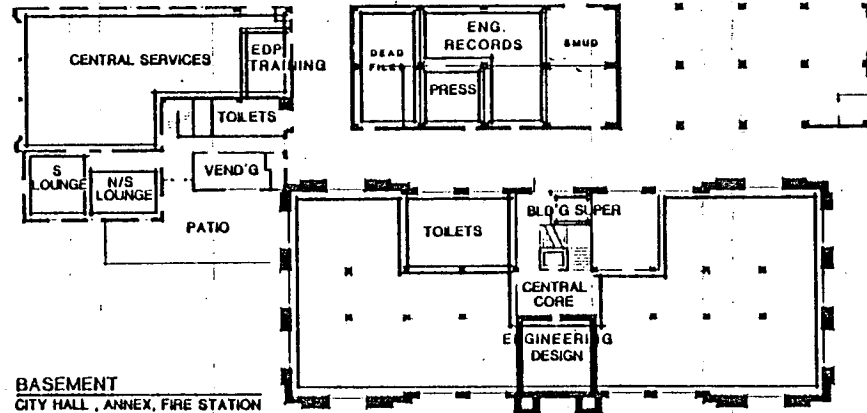 CENTRAL SERVICES
EDP
TRAINING
TOILETS
S
LOUNGE
N/S
LOUNGE
VEND'G
PATIO
DEAD
FILES
ENG.
RECORDS
PRESS
SMUD
TOILETS
BLD'G SUPER
CENTRAL
CORE
ENGINEERING
DESIGN
BASEMENT
CITY HALL, ANNEX, FIRE STATION